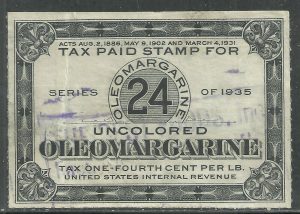 ACTS AUG. 2, 1886, MAY 9, 1902 AND MARCH 4, 1931
TAX PAID STAMP FOR
OLEOMARGARINE
SERIES 24 OF 1935
UNCOLORED
OLEOMARGARINE
TAX ONE-FOURTH CENT PER LB.
UNITED STATES INTERNAL REVENUE